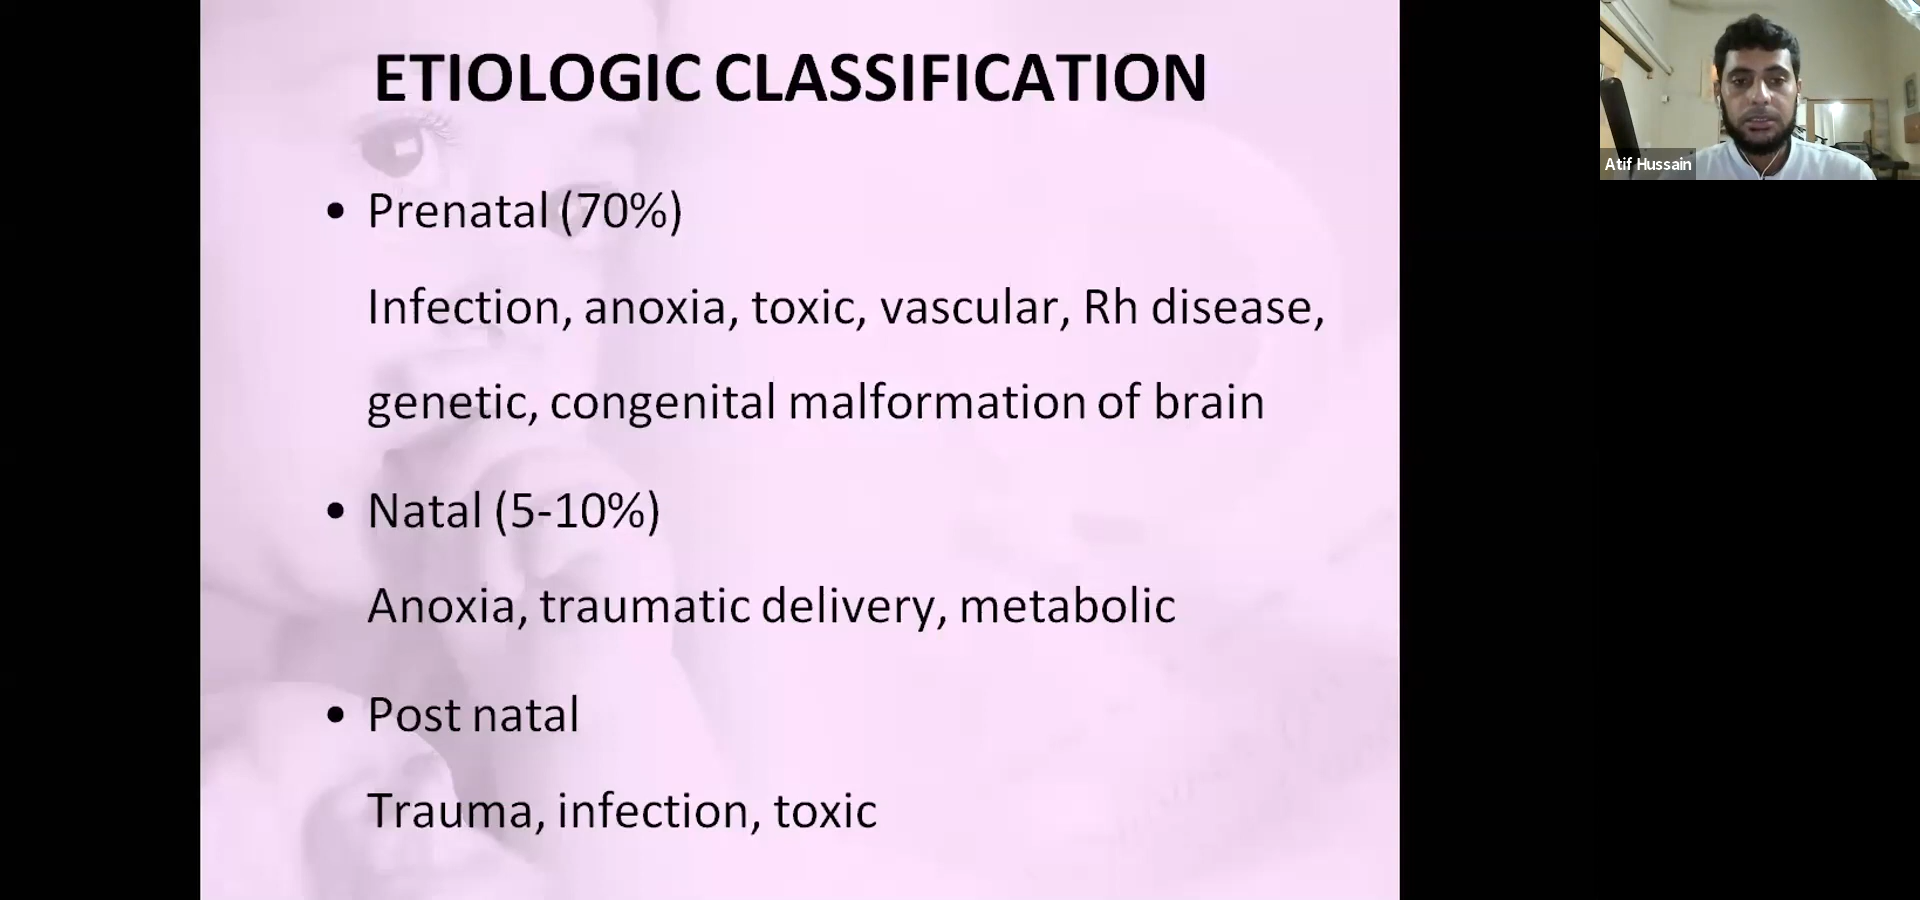 ETIOLOGIC CLASSIFICATION
• Prenatal (70%)
Infection, anoxia, toxic, vascular, Rh disease,
genetic, congenital malformation of brain
• Natal (5-10%)
Anoxia, traumatic delivery, metabolic
• Post natal
Trauma, infection, toxic
Atif Hussain